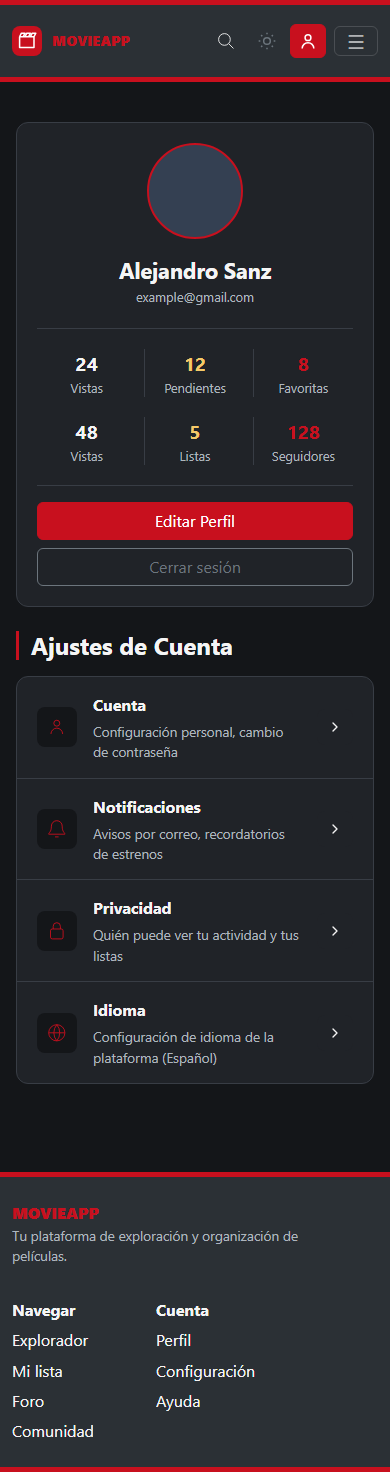 MOVIEAPP
Alejandro Sanz
example@gmail.com
24 12 8
Vistas Pendientes Favoritas
48 5 128
Vistas Listas Seguidores
Editar Perfil
Cerrar sesión
Ajustes de Cuenta
Cuenta
Configuración personal, cambio
de contraseña
Notificaciones
Avisos por correo, recordatorios
de estrenos
Privacidad
Quién puede ver tu actividad y tus
listas
Idioma
Configuración de idioma de la
plataforma (Español)
MOVIEAPP
Tu plataforma de exploración y organización de
películas.
Navegar
Explorador
Mi lista
Foro
Comunidad
Cuenta
Perfil
Configuración
Ayuda